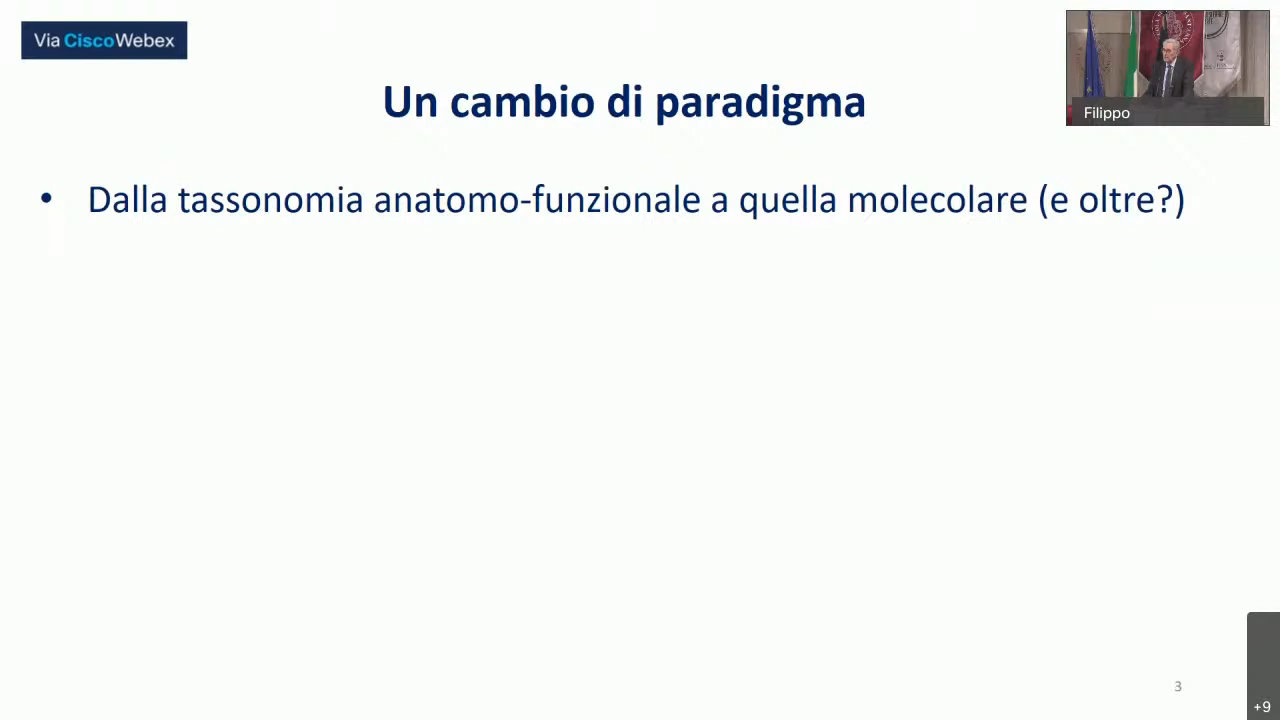 Via CiscoWebex
Un cambio di paradigma
Filippo
• Dalla tassonomia anatomo-funzionale a quella molecolare (e oltre?)
3
+9